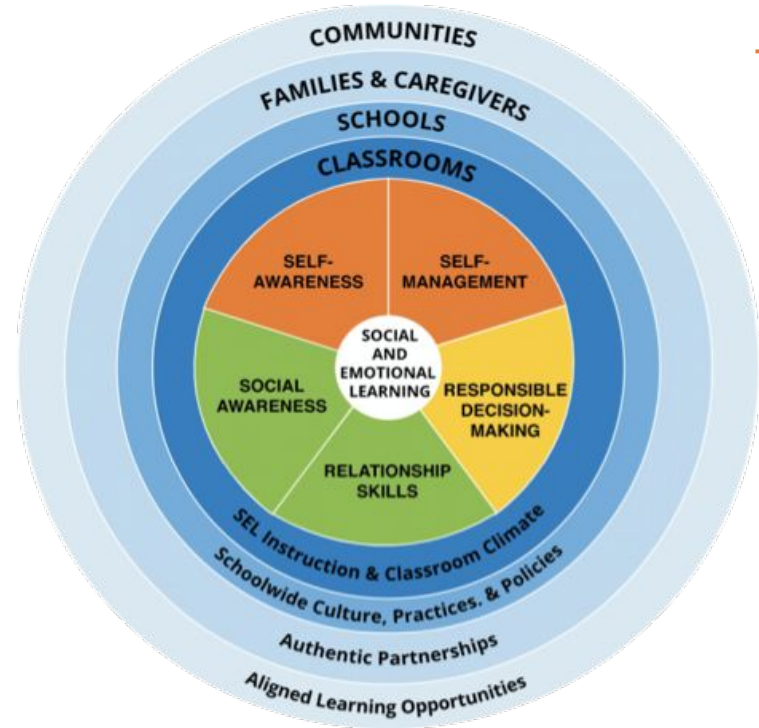 COMMUNITIES
FAMILIES & CAREGIVERS
SCHOOLS
CLASSROOMS
SELF-
AWARENESS
SELF-
MANAGEMENT
SOCIAL
AND
EMOTIONAL
LEARNING
SOCIAL
AWARENESS
RESPONSIBLE
DECISION-
MAKING
RELATIONSHIP
SKILLS
SEL Instruction & Classroom Climate
Schoolwide Culture, Practices, & Policies
Authentic Partnerships
Aligned Learning Opportunities